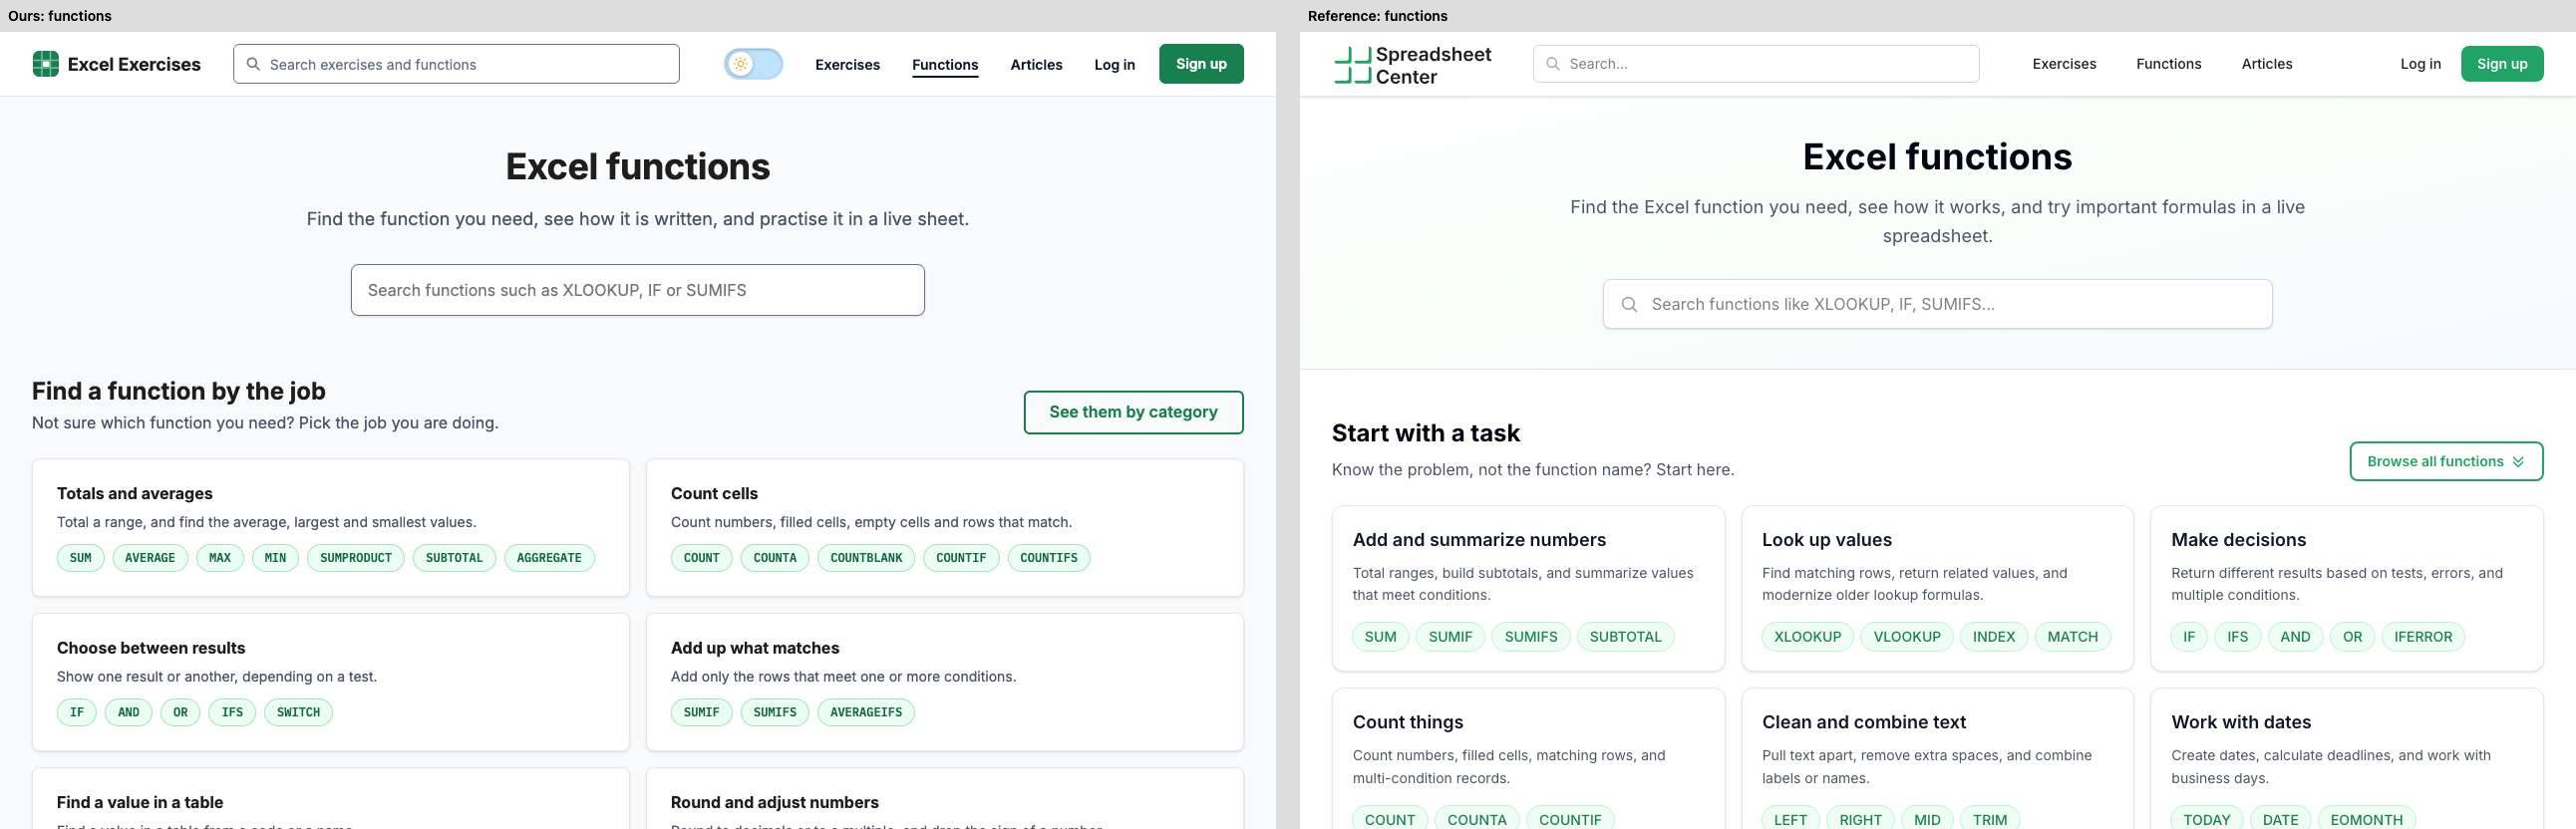 Ours: functions
Excel Exercises
Search exercises and functions
Exercises
Functions
Articles
Log in
Sign up
Excel functions
Find the function you need, see how it is written, and practise it in a live sheet.
Search functions such as XLOOKUP, IF or SUMIFS
Find a function by the job
Not sure which function you need? Pick the job you are doing.
See them by category
Totals and averages
Total a range, and find the average, largest and smallest values.
SUM AVERAGE MAX MIN SUMPRODUCT SUBTOTAL AGGREGATE
Count cells
Count numbers, filled cells, empty cells and rows that match.
COUNT COUNTA COUNTBLANK COUNTIF COUNTIFS
Choose between results
Show one result or another, depending on a test.
IF AND OR IFS SWITCH
Add up what matches
Add only the rows that meet one or more conditions.
SUMIF SUMIFS AVERAGEIFS
Find a value in a table
Round and adjust numbers
Reference: functions
Spreadsheet
Center
Search...
Exercises
Functions
Articles
Log in
Sign up
Excel functions
Find the Excel function you need, see how it works, and try important formulas in a live
spreadsheet.
Search functions like XLOOKUP, IF, SUMIFS...
Start with a task
Know the problem, not the function name? Start here.
Browse all functions
Add and summarize numbers
Total ranges, build subtotals, and summarize values
that meet conditions.
SUM SUMIF SUMIFS SUBTOTAL
Look up values
Find matching rows, return related values, and
modernize older lookup formulas.
XLOOKUP VLOOKUP INDEX MATCH
Make decisions
Return different results based on tests, errors, and
multiple conditions.
IF IFS AND OR IFERROR
Count things
Count numbers, filled cells, matching rows, and
multi-condition records.
COUNT COUNTA COUNTIF
Clean and combine text
Pull text apart, remove extra spaces, and combine
labels or names.
LEFT RIGHT MID TRIM
Work with dates
Create dates, calculate deadlines, and work with
business days.
TODAY DATE EOMONTH